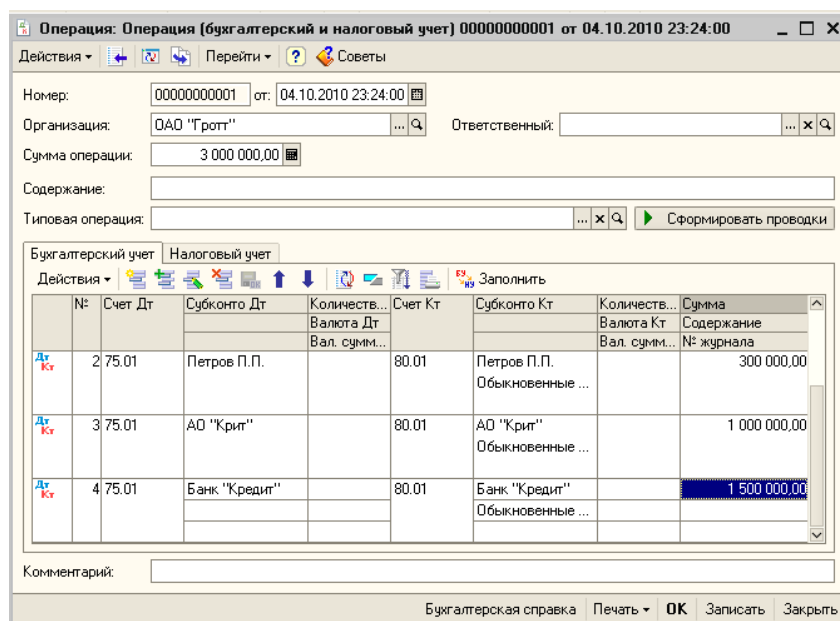 Операция: Операция (бухгалтерский и налоговый учет) 00000000001 от 04.10.2010 23:24:00
Действия Перейти ? Советы
Номер: 00000000001 от: 04.10.2010 23:24:00
Организация: ОАО "Гротт" ... Ответственный: ... x
Сумма операции: 3 000 000,00
Содержание:
Типовая операция: ... x Сформировать проводки
Бухгалтерский учет Налоговый учет
Действия Заполнить
№ Счет Дт Субконто Дт Количеств... Счет Кт Субконто Кт Количеств... Сумма
Валюта Дт Валюта Кт Содержание
Вал. сумм... Вал. сумм... № журнала
Дт Кт 2 75.01 Петров П.П. 80.01 Петров П.П. 300 000,00
Обыкновенные ...
Дт Кт 3 75.01 АО "Крит" 80.01 АО "Крит" 1 000 000,00
Обыкновенные ...
Дт Кт 4 75.01 Банк "Кредит" 80.01 Банк "Кредит" 1 500 000,00
Обыкновенные ...
Комментарий:
Бухгалтерская справка Печать OK Записать Закрыть